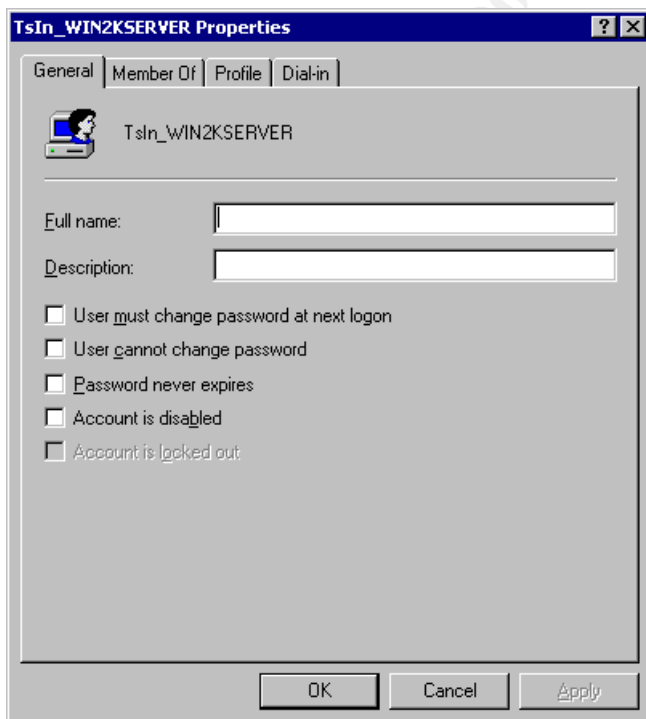 TsIn_WIN2KSERVER Properties
General Member Of Profile Dial-in
TsIn_WIN2KSERVER
Full name:
Description:
User must change password at next logon
User cannot change password
Password never expires
Account is disabled
Account is locked out
OK Cancel Apply